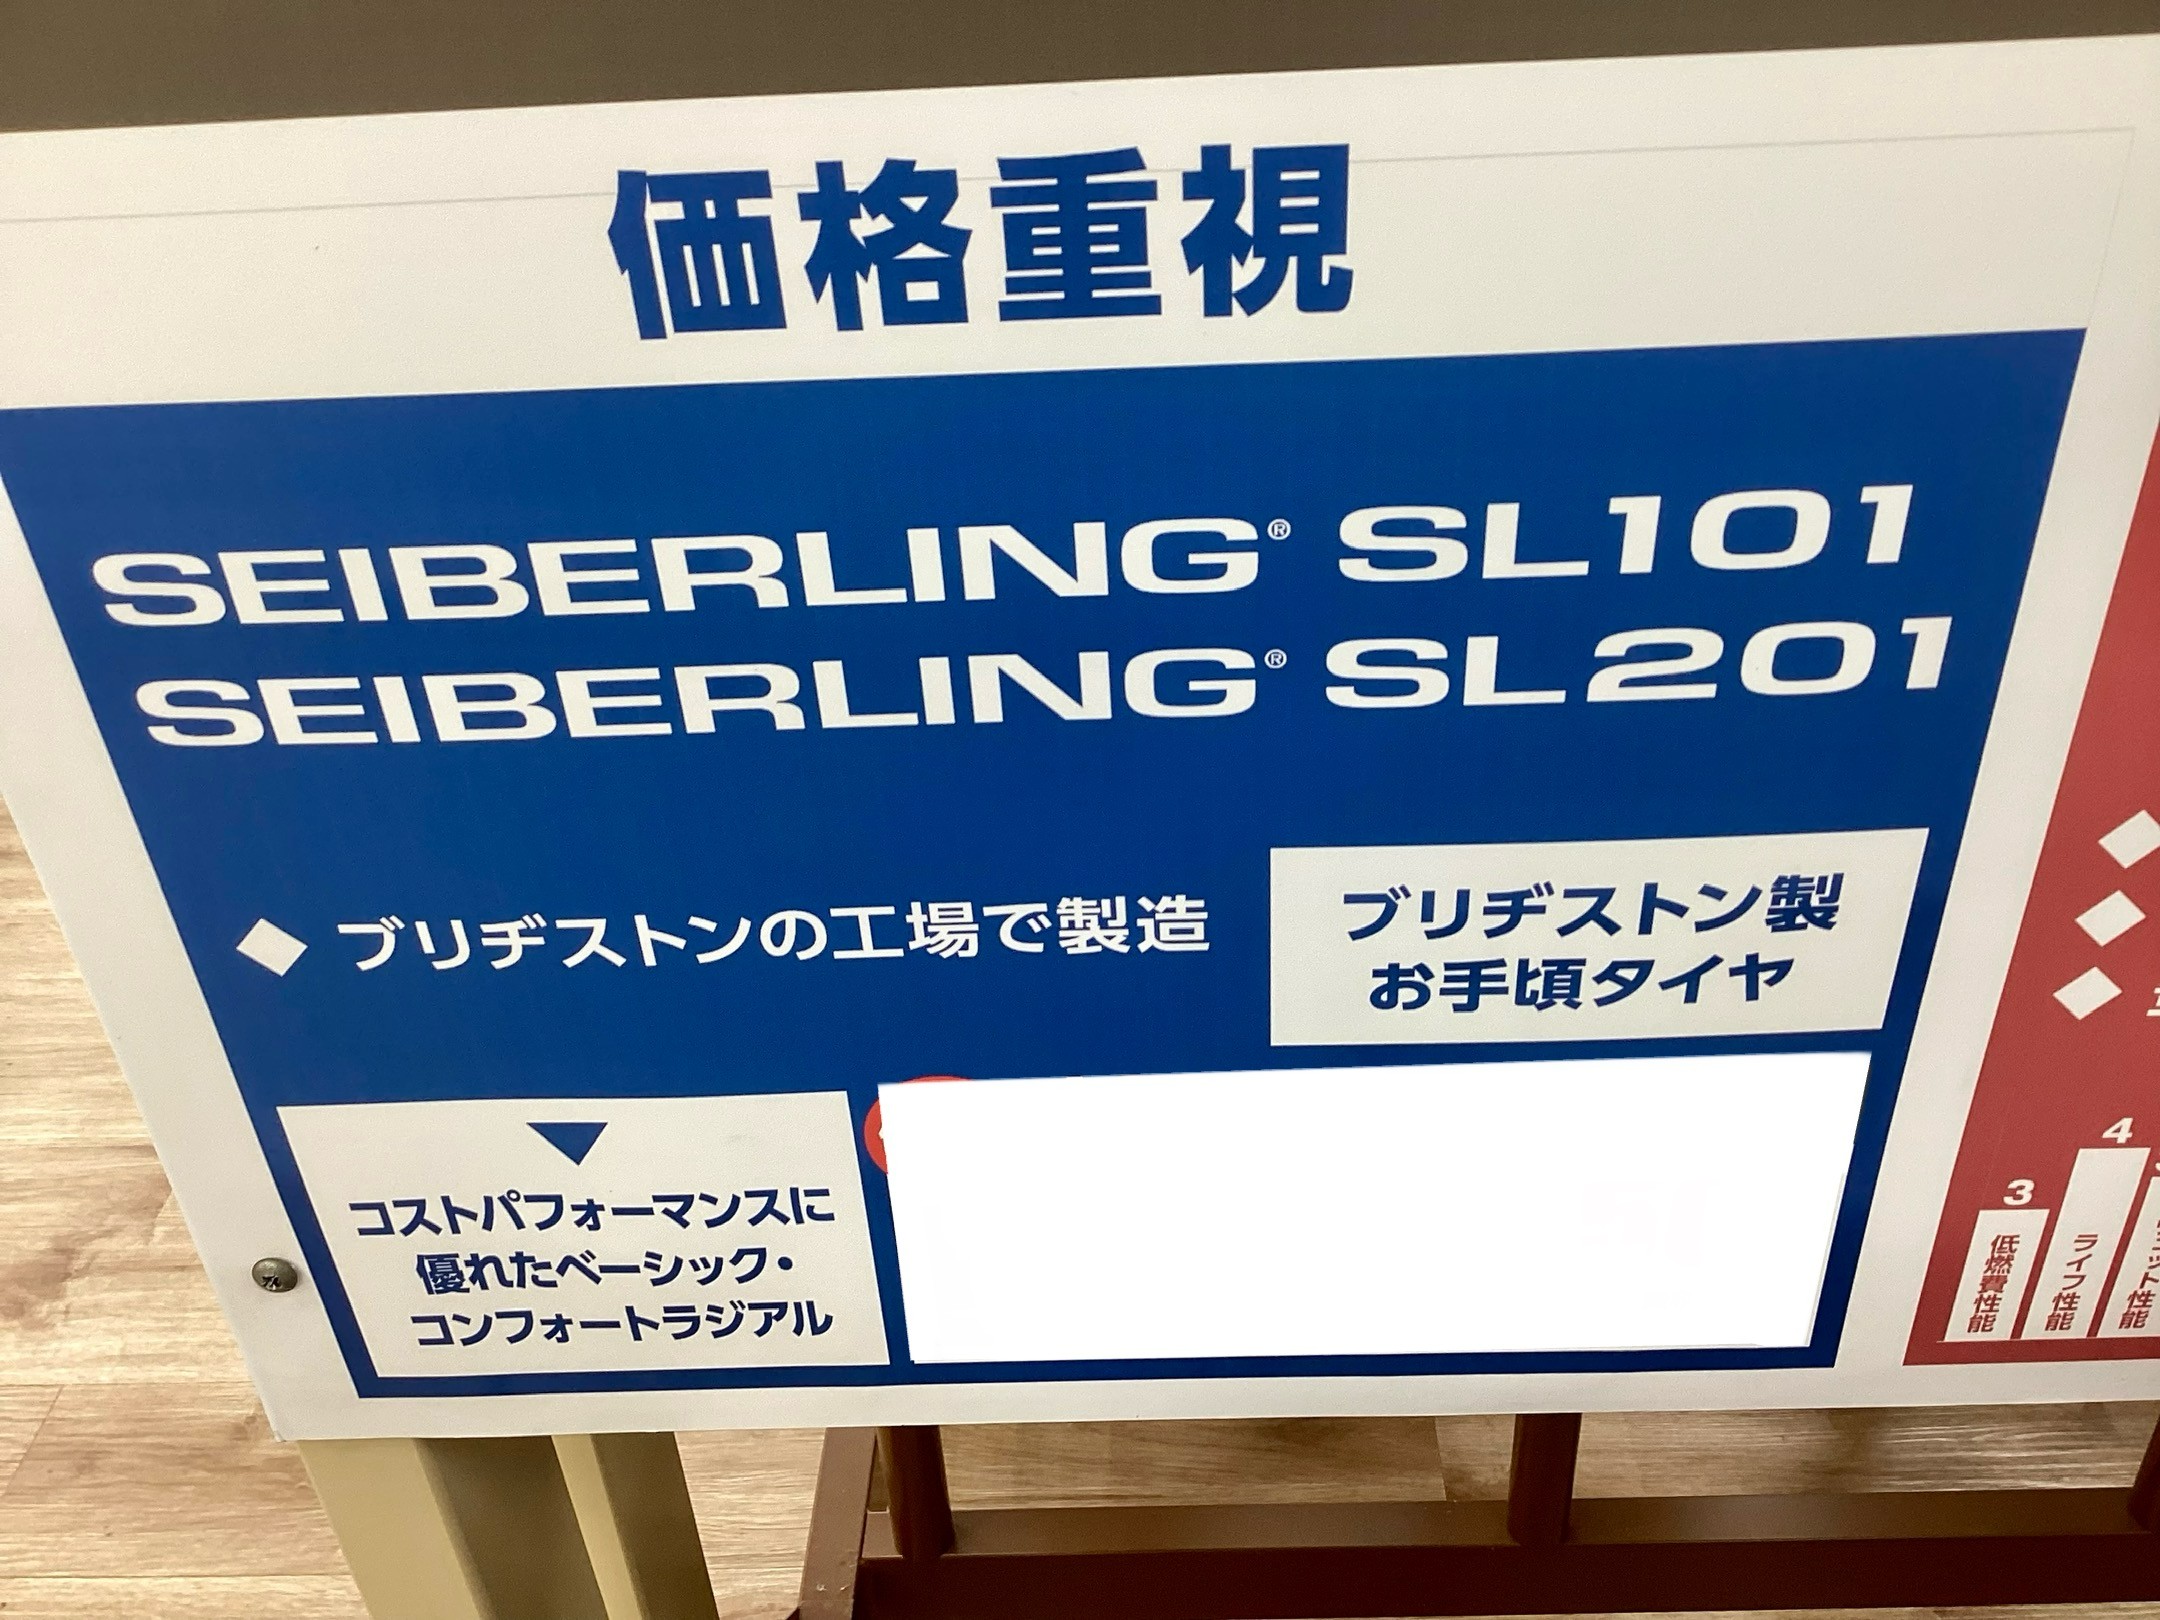 価格重視
SEIBERLING® SL101
SEIBERLING® SL201
◆ ブリヂストンの工場で製造
ブリヂストン製
お手頃タイヤ
▼
コストパフォーマンスに
優れたベーシック・
コンフォートラジアル
3
低燃費性能
4
ライフ性能